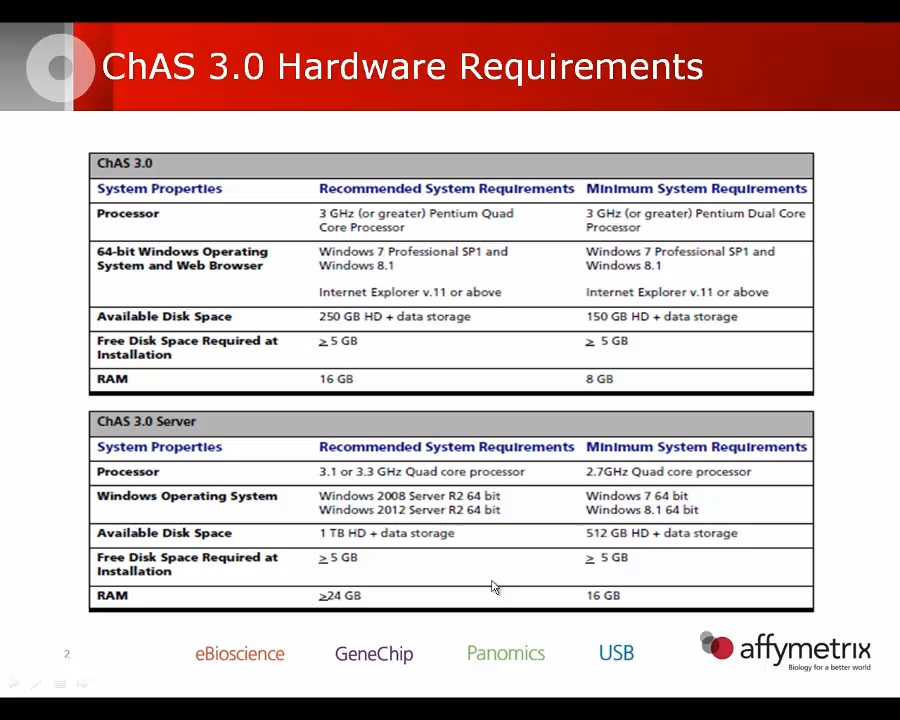 ChAS 3.0 Hardware Requirements
ChAS 3.0
System Properties Recommended System Requirements Minimum System Requirements
Processor 3 GHz (or greater) Pentium Quad Core Processor 3 GHz (or greater) Pentium Dual Core Processor
64-bit Windows Operating System and Web Browser Windows 7 Professional SP1 and Windows 8.1 Windows 7 Professional SP1 and Windows 8.1
Internet Explorer v.11 or above Internet Explorer v.11 or above
Available Disk Space 250 GB HD + data storage 150 GB HD + data storage
Free Disk Space Required at Installation ≥ 5 GB ≥ 5 GB
RAM 16 GB 8 GB
ChAS 3.0 Server
System Properties Recommended System Requirements Minimum System Requirements
Processor 3.1 or 3.3 GHz Quad core processor 2.7GHz Quad core processor
Windows Operating System Windows 2008 Server R2 64 bit Windows 7 64 bit
Windows 2012 Server R2 64 bit Windows 8.1 64 bit
Available Disk Space 1 TB HD + data storage 512 GB HD + data storage
Free Disk Space Required at Installation ≥ 5 GB ≥ 5 GB
RAM ≥24 GB 16 GB
2 eBioscience GeneChip Panomics USB affymetrix
Biology for a better world